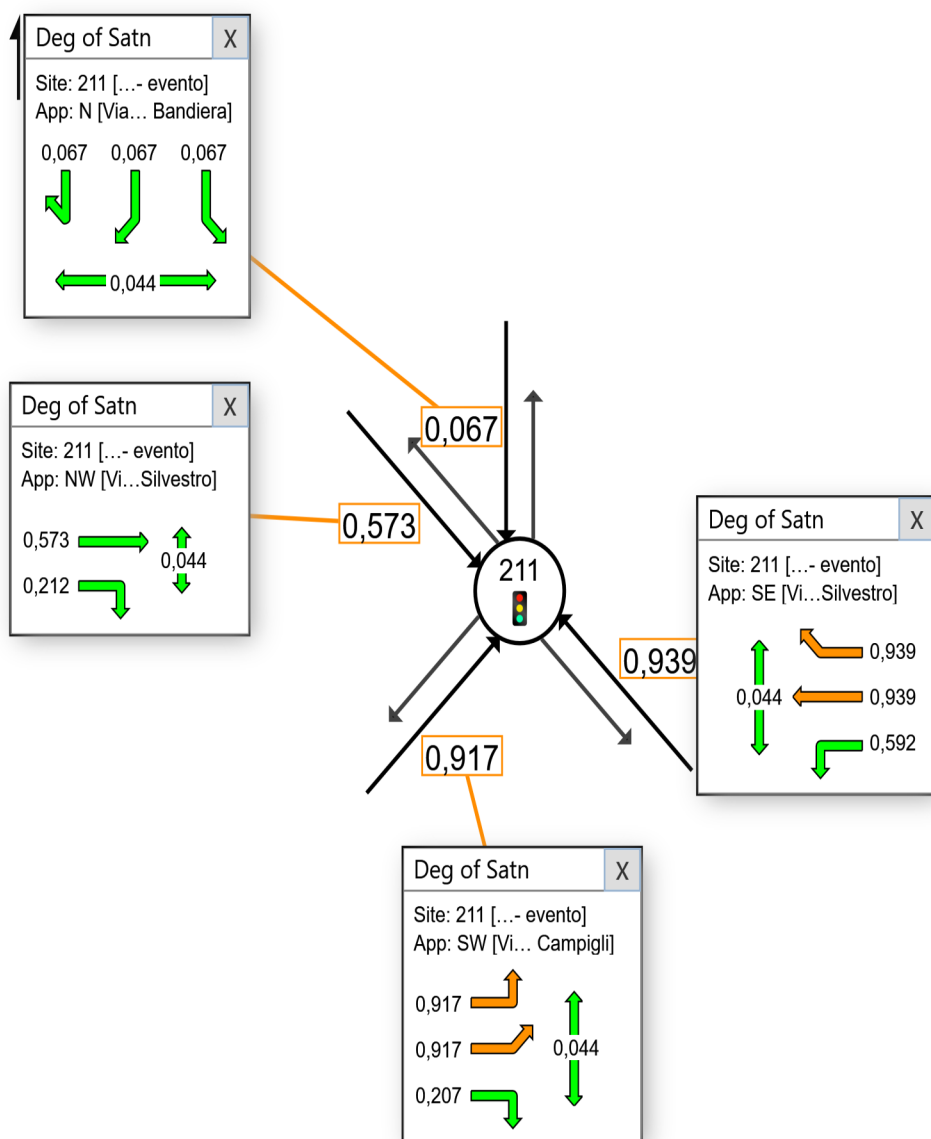 Deg of Satn X
Site: 211 [...- evento]
App: N [Via... Bandiera]
0,067 0,067 0,067
0,044
Deg of Satn X
Site: 211 [...- evento]
App: NW [Vi...Silvestro]
0,573
0,044
0,212
0,067
0,573
211
0,939
0,917
Deg of Satn X
Site: 211 [...- evento]
App: SE [Vi...Silvestro]
0,939
0,044
0,939
0,592
Deg of Satn X
Site: 211 [...- evento]
App: SW [Vi... Campigli]
0,917
0,917
0,044
0,207